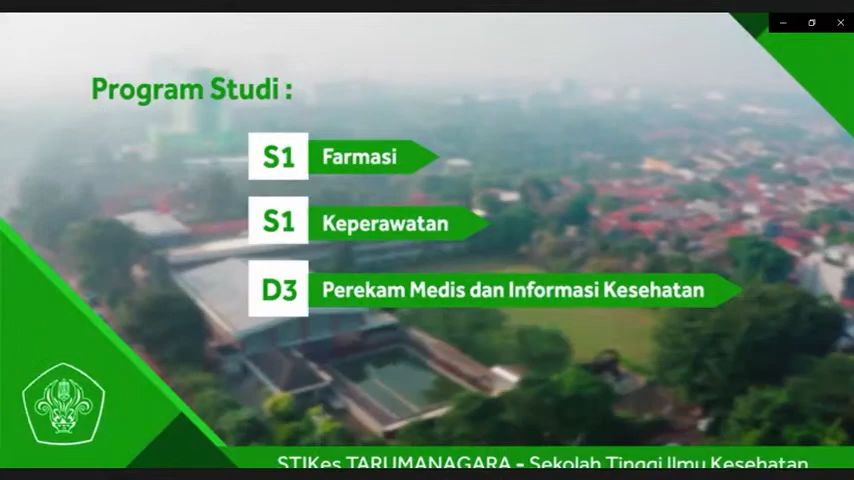 Program Studi :
S1 Farmasi
S1 Keperawatan
D3 Perekam Medis dan Informasi Kesehatan
STIKes TARUMANAGARA - Sekolah Tinggi Ilmu Kesehatan